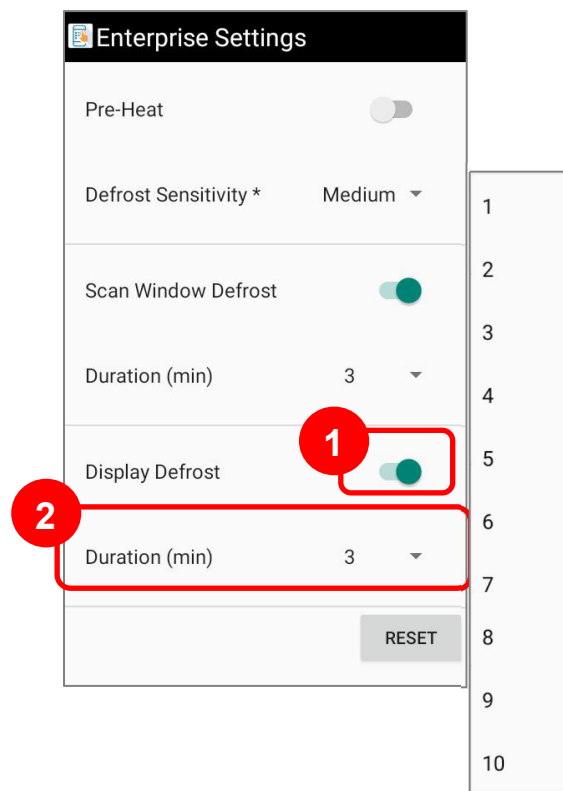 Enterprise Settings
Pre-Heat
Defrost Sensitivity * Medium
Scan Window Defrost
Duration (min) 3
1
Display Defrost
2
Duration (min) 3
RESET
1
2
3
4
5
6
7
8
9
10